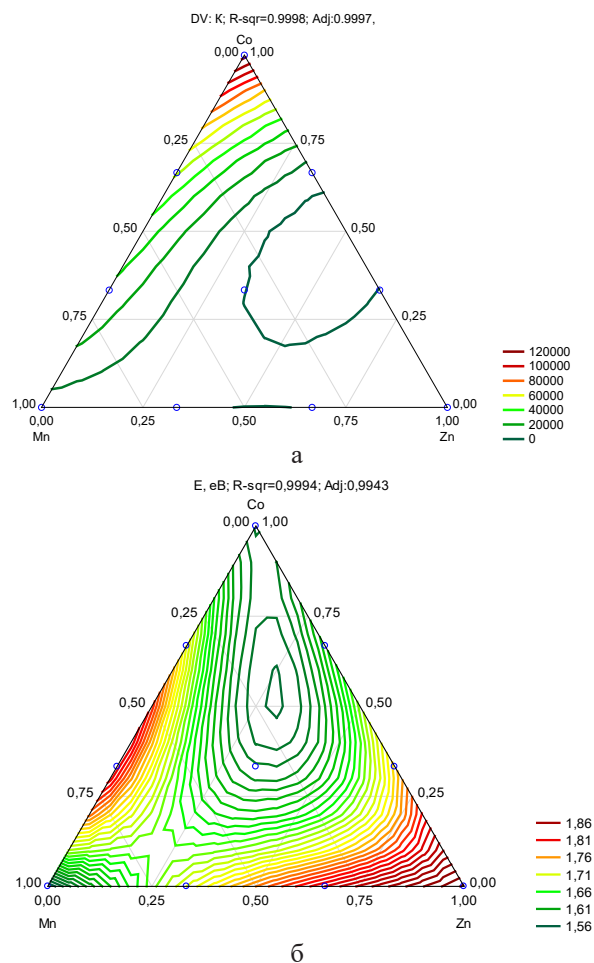 DV: K; R-sqr=0.9998; Adj:0.9997,
Co
0,00 1,00
0,25 0,75
0,50 0,50
0,75 0,25
1,00 0,00
0,00 0,25 0,50 0,75 1,00
Mn Zn
120000
100000
80000
60000
40000
20000
0
а
E, eB; R-sqr=0,9994; Adj:0,9943
Co
0,00 1,00
0,25 0,75
0,50 0,50
0,75 0,25
1,00 0,00
0,00 0,25 0,50 0,75 1,00
Mn Zn
1,86
1,81
1,76
1,71
1,66
1,61
1,56
б